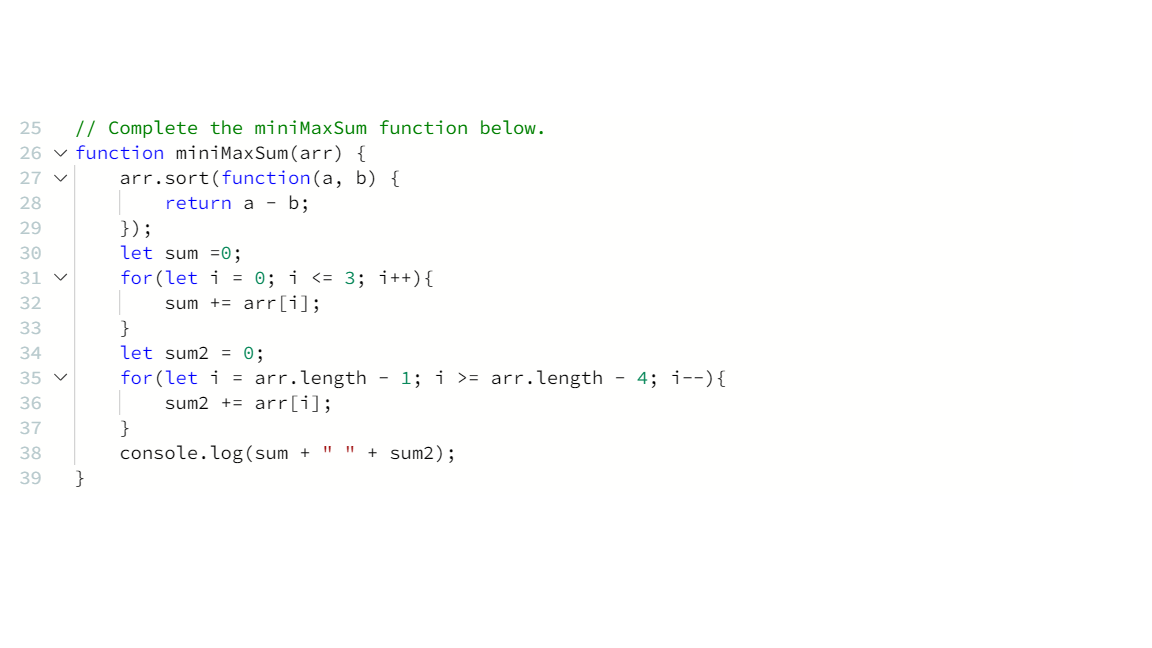 25 // Complete the miniMaxSum function below.
26 function miniMaxSum(arr) {
27     arr.sort(function(a, b) {
28         return a - b;
29     });
30     let sum =0;
31     for(let i = 0; i <= 3; i++){
32         sum += arr[i];
33     }
34     let sum2 = 0;
35     for(let i = arr.length - 1; i >= arr.length - 4; i--){
36         sum2 += arr[i];
37     }
38     console.log(sum + " " + sum2);
39 }